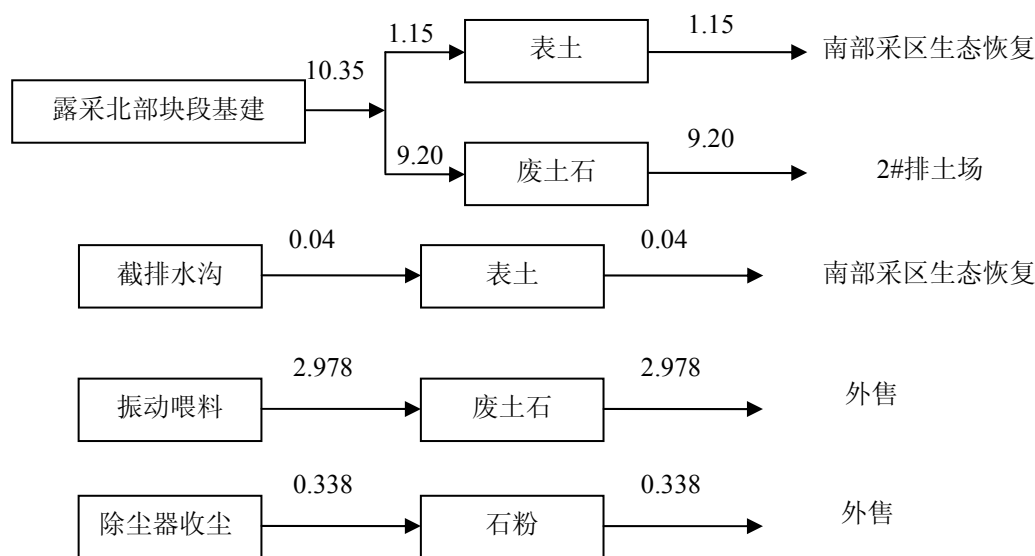 1.15
表土
1.15
南部采区生态恢复
10.35
露采北部块段基建
9.20
废土石
9.20
2#排土场
0.04
0.04
截排水沟
表土
南部采区生态恢复
2.978
2.978
振动喂料
废土石
外售
0.338
0.338
除尘器收尘
石粉
外售